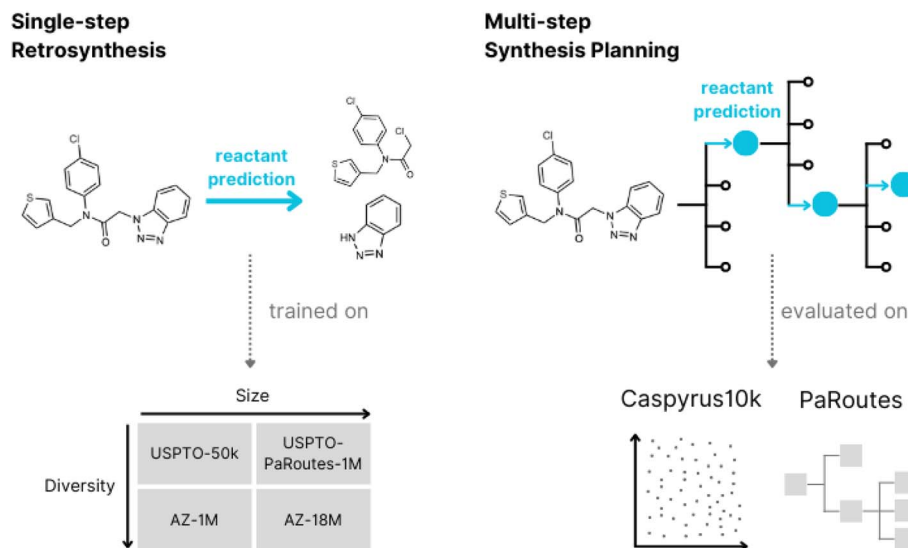 Single-step
Retrosynthesis
Cl
S
N
O
N
N
N
reactant
prediction
Cl
Cl
S
N
O
HN
N
N
trained on
Size
Diversity
USPTO-50k
USPTO-
PaRoutes-1M
AZ-1M
AZ-18M
Multi-step
Synthesis Planning
Cl
S
N
O
N
N
N
reactant
prediction
evaluated on
Caspyrus10k
PaRoutes